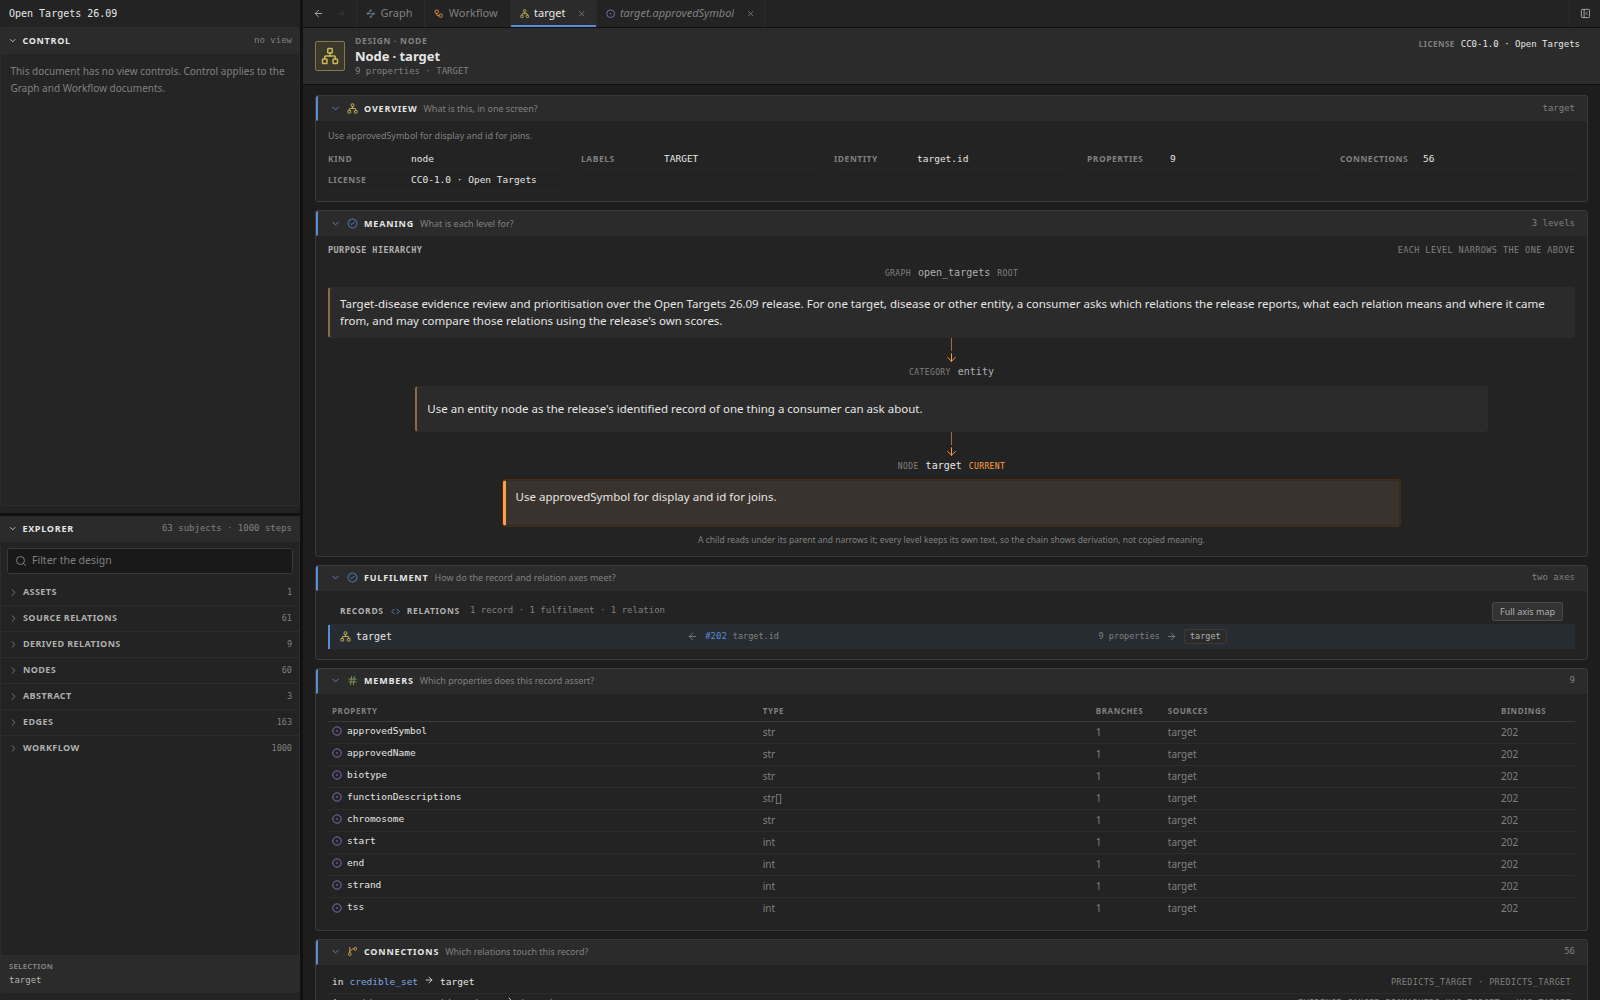 Open Targets 26.09
Graph
Workflow
target
target.approvedSymbol
CONTROL
no view
This document has no view controls. Control applies to the
Graph and Workflow documents.
DESIGN · NODE
Node · target
9 properties · TARGET
LICENSE CC0-1.0 · Open Targets
OVERVIEW What is this, in one screen?
target
Use approvedSymbol for display and id for joins.
KIND node
LABELS TARGET
IDENTITY target.id
PROPERTIES 9
CONNECTIONS 56
LICENSE CC0-1.0 · Open Targets
MEANING What is each level for?
3 levels
PURPOSE HIERARCHY
EACH LEVEL NARROWS THE ONE ABOVE
GRAPH open_targets ROOT
Target-disease evidence review and prioritisation over the Open Targets 26.09 release. For one target, disease or other entity, a consumer asks which relations the release reports, what each relation means and where it came
from, and may compare those relations using the release's own scores.
CATEGORY entity
Use an entity node as the release's identified record of one thing a consumer can ask about.
NODE target CURRENT
Use approvedSymbol for display and id for joins.
A child reads under its parent and narrows it; every level keeps its own text, so the chain shows derivation, not copied meaning.
FULFILMENT How do the record and relation axes meet?
two axes
RECORDS <> RELATIONS 1 record · 1 fulfilment · 1 relation
Full axis map
target
← #202 target.id
9 properties → target
MEMBERS Which properties does this record assert?
9
PROPERTY TYPE BRANCHES SOURCES BINDINGS
approvedSymbol str 1 target 202
approvedName str 1 target 202
biotype str 1 target 202
functionDescriptions str[] 1 target 202
chromosome str 1 target 202
start int 1 target 202
end int 1 target 202
strand int 1 target 202
tss int 1 target 202
CONNECTIONS Which relations touch this record?
56
in credible_set → target
PREDICTS_TARGET · PREDICTS_TARGET
EXPLORER
63 subjects · 1000 steps
Filter the design
ASSETS 1
SOURCE RELATIONS 61
DERIVED RELATIONS 9
NODES 60
ABSTRACT 3
EDGES 163
WORKFLOW 1000
SELECTION
target